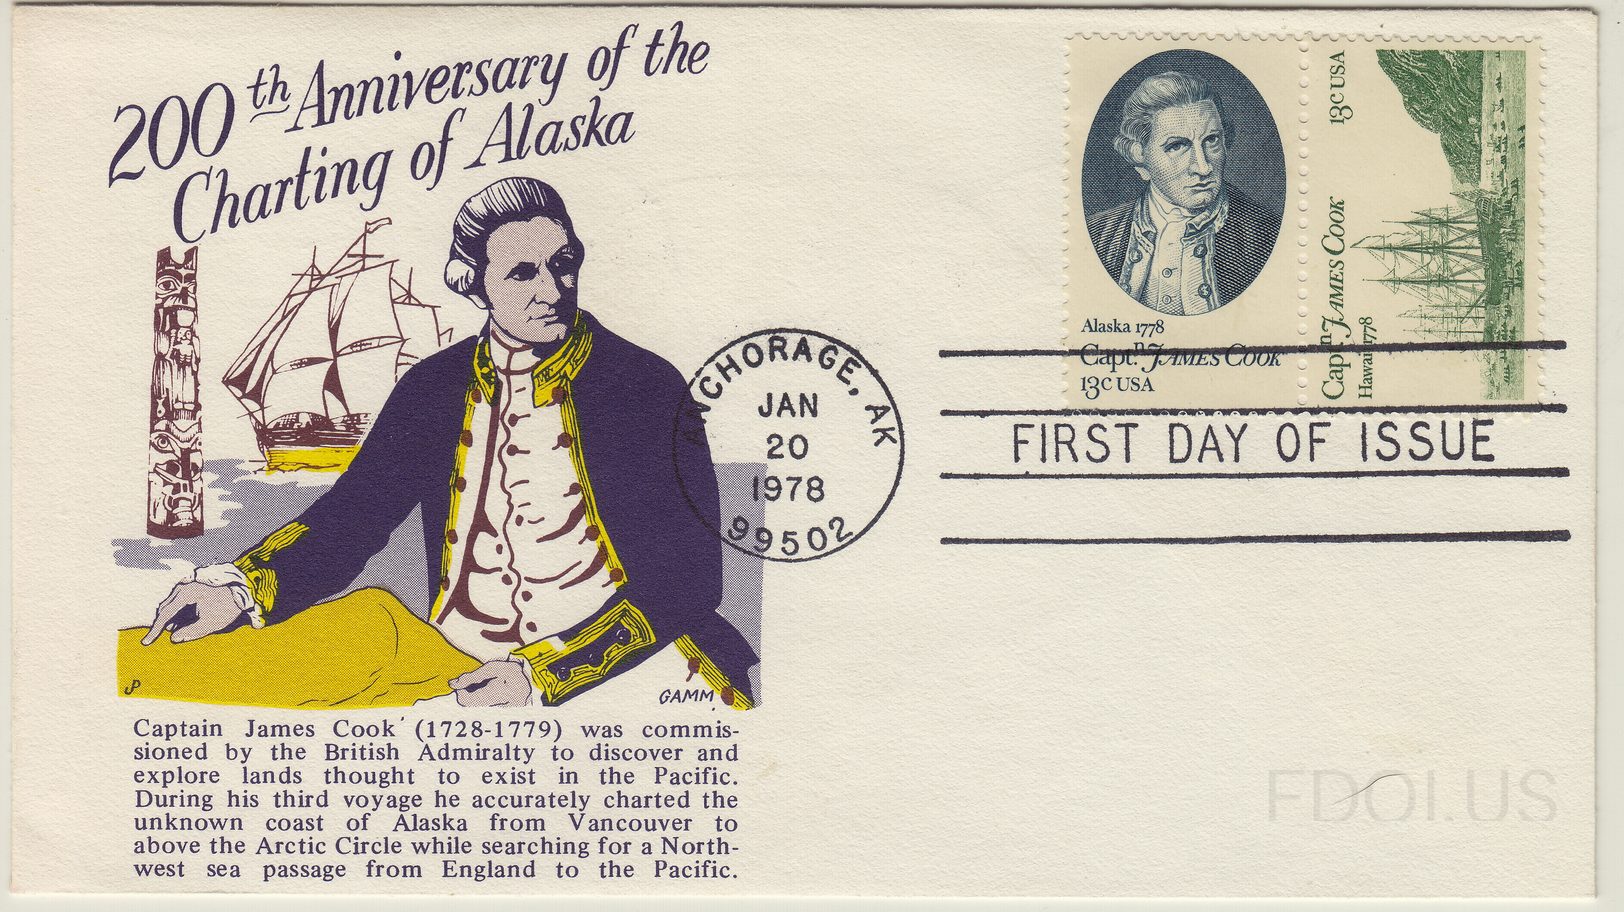 200th Anniversary of the
Charting of Alaska
Alaska 1778
Capt.n JAMES COOK
13c USA
Capt.n JAMES COOK 13c USA
Hawaii 1778
ANCHORAGE, AK
JAN
20
1978
99502
FIRST DAY OF ISSUE
JP
GAMM
Captain James Cook (1728-1779) was commis-
sioned by the British Admiralty to discover and
explore lands thought to exist in the Pacific.
During his third voyage he accurately charted the
unknown coast of Alaska from Vancouver to
above the Arctic Circle while searching for a North-
west sea passage from England to the Pacific.
FDOI.US